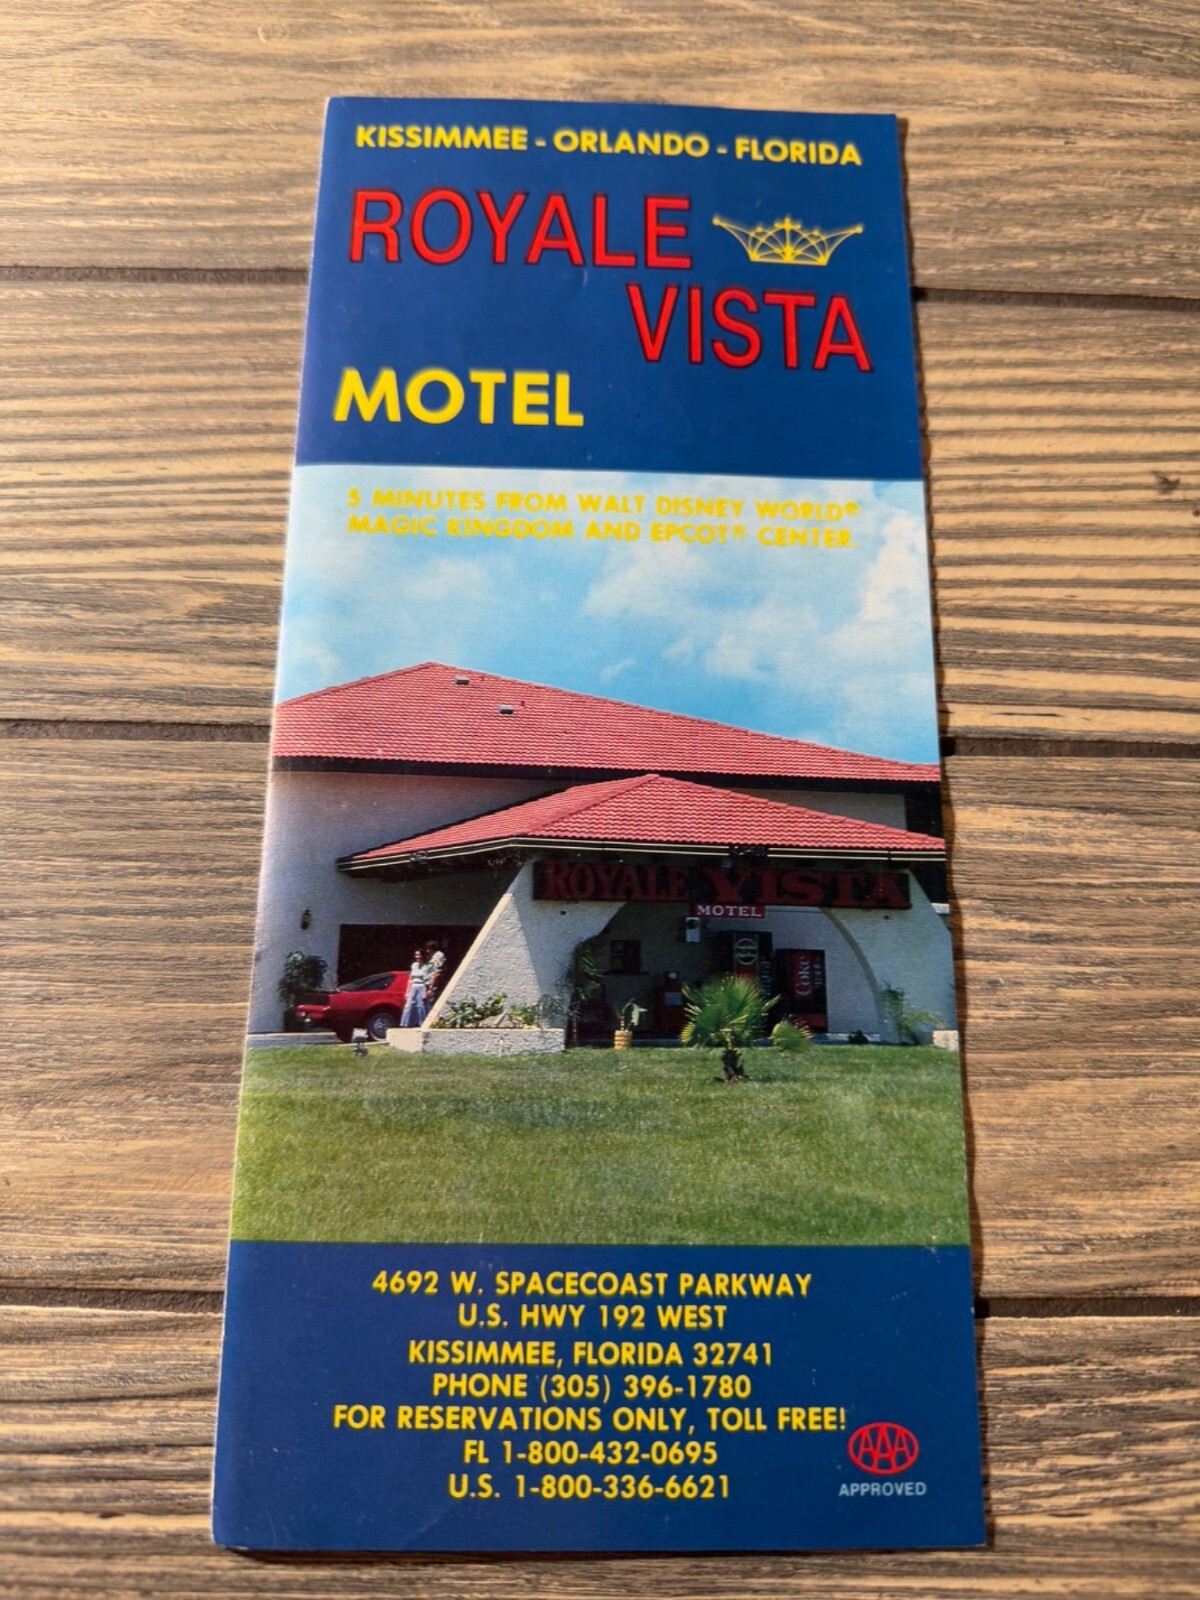 KISSIMMEE - ORLANDO - FLORIDA
ROYALE
VISTA
MOTEL
5 MINUTES FROM WALT DISNEY WORLD®
MAGIC KINGDOM AND EPCOT® CENTER.
ROYALE VISTA
MOTEL
Coke
4692 W. SPACECOAST PARKWAY
U.S. HWY 192 WEST
KISSIMMEE, FLORIDA 32741
PHONE (305) 396-1780
FOR RESERVATIONS ONLY, TOLL FREE!
FL 1-800-432-0695
U.S. 1-800-336-6621
AAA
APPROVED